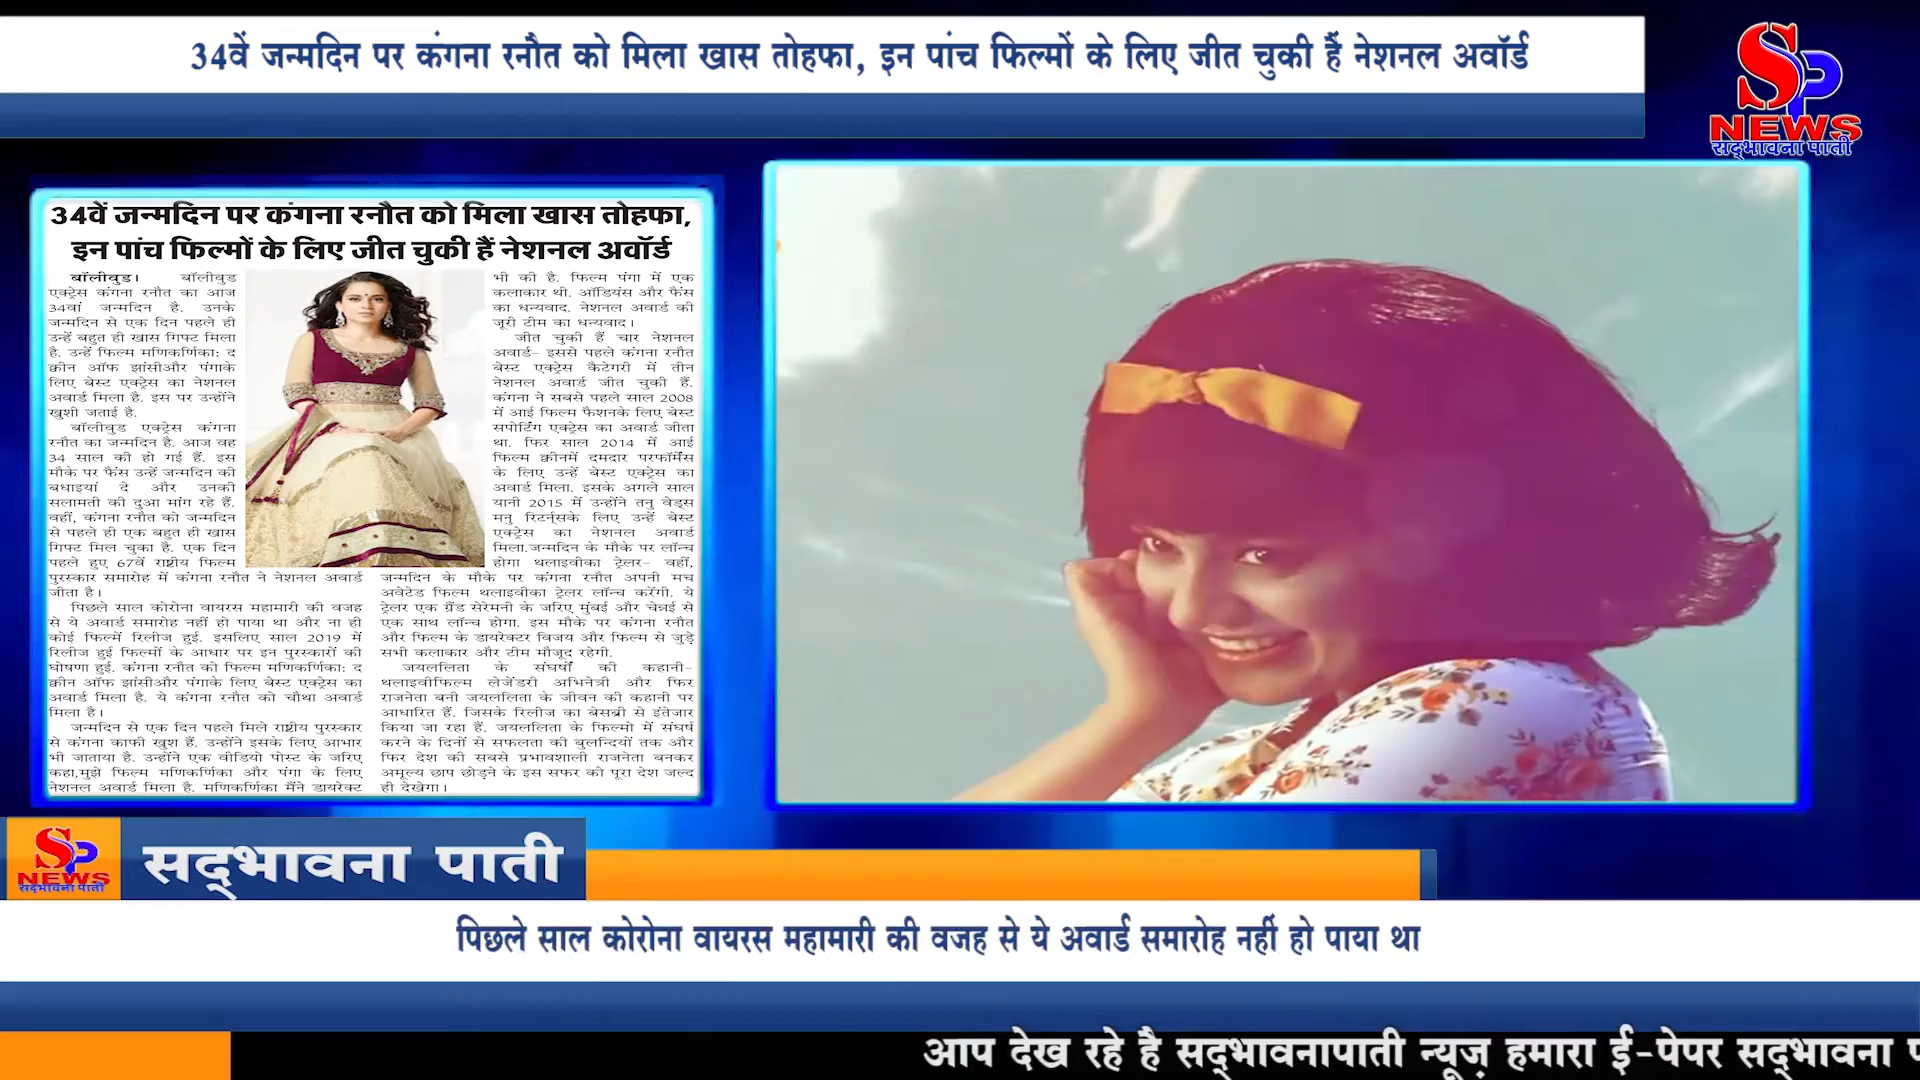 34वें जन्मदिन पर कंगना रनौत को मिला खास तोहफा, इन पांच फिल्मों के लिए जीत चुकी हैं नेशनल अवॉर्ड
SP
NEWS
सद्भावना पाती
34वें जन्मदिन पर कंगना रनौत को मिला खास तोहफा,
इन पांच फिल्मों के लिए जीत चुकी हैं नेशनल अवॉर्ड
बॉलीवुड। बॉलीवुड
एक्ट्रेस कंगना रनौत का आज
34वां जन्मदिन है. उनके
जन्मदिन से एक दिन पहले ही
उन्हें बहुत ही खास गिफ्ट मिला
है. उन्हें फिल्म मणिकर्णिका: द
क्वीन ऑफ झांसीऔर पंगाके
लिए बेस्ट एक्ट्रेस का नेशनल
अवार्ड मिला है. इस पर उन्होंने
खुशी जताई है.
बॉलीवुड एक्ट्रेस कंगना
रनौत का जन्मदिन है. आज वह
34 साल की हो गई हैं. इस
मौके पर फैंस उन्हें जन्मदिन की
बधाइयां दे और उनकी
सलामती की दुआ मांग रहे हैं.
वहीं, कंगना रनौत को जन्मदिन
से पहले ही एक बहुत ही खास
गिफ्ट मिल चुका है. एक दिन
पहले हुए 67वें राष्ट्रीय फिल्म
पुरस्कार समारोह में कंगना रनौत ने नेशनल अवार्ड
जीता है।
पिछले साल कोरोना वायरस महामारी की वजह
से ये अवार्ड समारोह नहीं हो पाया था और ना ही
कोई फिल्में रिलीज हुई. इसलिए साल 2019 में
रिलीज हुई फिल्मों के आधार पर इन पुरस्कारों की
घोषणा हुई. कंगना रनौत को फिल्म मणिकर्णिका: द
क्वीन ऑफ झांसीऔर पंगाके लिए बेस्ट एक्ट्रेस का
अवार्ड मिला है. ये कंगना रनौत को चौथा अवार्ड
मिला है।
जन्मदिन से एक दिन पहले मिले राष्ट्रीय पुरस्कार
से कंगना काफी खुश हैं. उन्होंने इसके लिए आभार
भी जताया है. उन्होंने एक वीडियो पोस्ट के जरिए
कहा,मुझे फिल्म मणिकर्णिका और पंगा के लिए
नेशनल अवार्ड मिला है. मणिकर्णिका मैंने डायरेक्ट
भी की है. फिल्म पंगा में एक
कलाकार थी. ऑडियंस और फैंस
का धन्यवाद. नेशनल अवार्ड की
जूरी टीम का धन्यवाद।
जीत चुकी हैं चार नेशनल
अवार्ड– इससे पहले कंगना रनौत
बेस्ट एक्ट्रेस कैटेगरी में तीन
नेशनल अवार्ड जीत चुकी हैं.
कंगना ने सबसे पहले साल 2008
में आई फिल्म फैशनके लिए बेस्ट
सपोर्टिंग एक्ट्रेस का अवार्ड जीता
था. फिर साल 2014 में आई
फिल्म क्वीनमें दमदार परफॉर्मेंस
के लिए उन्हें बेस्ट एक्ट्रेस का
अवार्ड मिला. इसके अगले साल
यानी 2015 में उन्होंने तनु वेड्स
मनु रिटर्न्सके लिए उन्हें बेस्ट
एक्ट्रेस का नेशनल अवार्ड
मिला.जन्मदिन के मौके पर लॉन्च
होगा थलाइवीका ट्रेलर– वहीं,
जन्मदिन के मौके पर कंगना रनौत अपनी मच
अवेटेड फिल्म थलाइवीका ट्रेलर लॉन्च करेंगी. ये
ट्रेलर एक ग्रैंड सेरेमनी के जरिए मुंबई और चेन्नई से
एक साथ लॉन्च होगा. इस मौके पर कंगना रनौत
और फिल्म के डायरेक्टर विजय और फिल्म से जुड़े
सभी कलाकार और टीम मौजूद रहेगी.
जयललिता के संघर्षों की कहानी–
थलाइवीफिल्म लेजेंडरी अभिनेत्री और फिर
राजनेता बनी जयललिता के जीवन की कहानी पर
आधारित हैं. जिसके रिलीज का बेसब्री से इंतेजार
किया जा रहा हैं. जयललिता के फिल्मो में संघर्ष
करने के दिनों से सफलता की बुलन्दियों तक और
फिर देश की सबसे प्रभावशाली राजनेता बनकर
अमूल्य छाप छोड़ने के इस सफर को पूरा देश जल्द
ही देखेगा।
SP
NEWS
सद्भावना पाती
सद्भावना पाती
पिछले साल कोरोना वायरस महामारी की वजह से ये अवार्ड समारोह नहीं हो पाया था
आप देख रहे है सद्भावनापाती न्यूज़ हमारा ई-पेपर सद्भावना